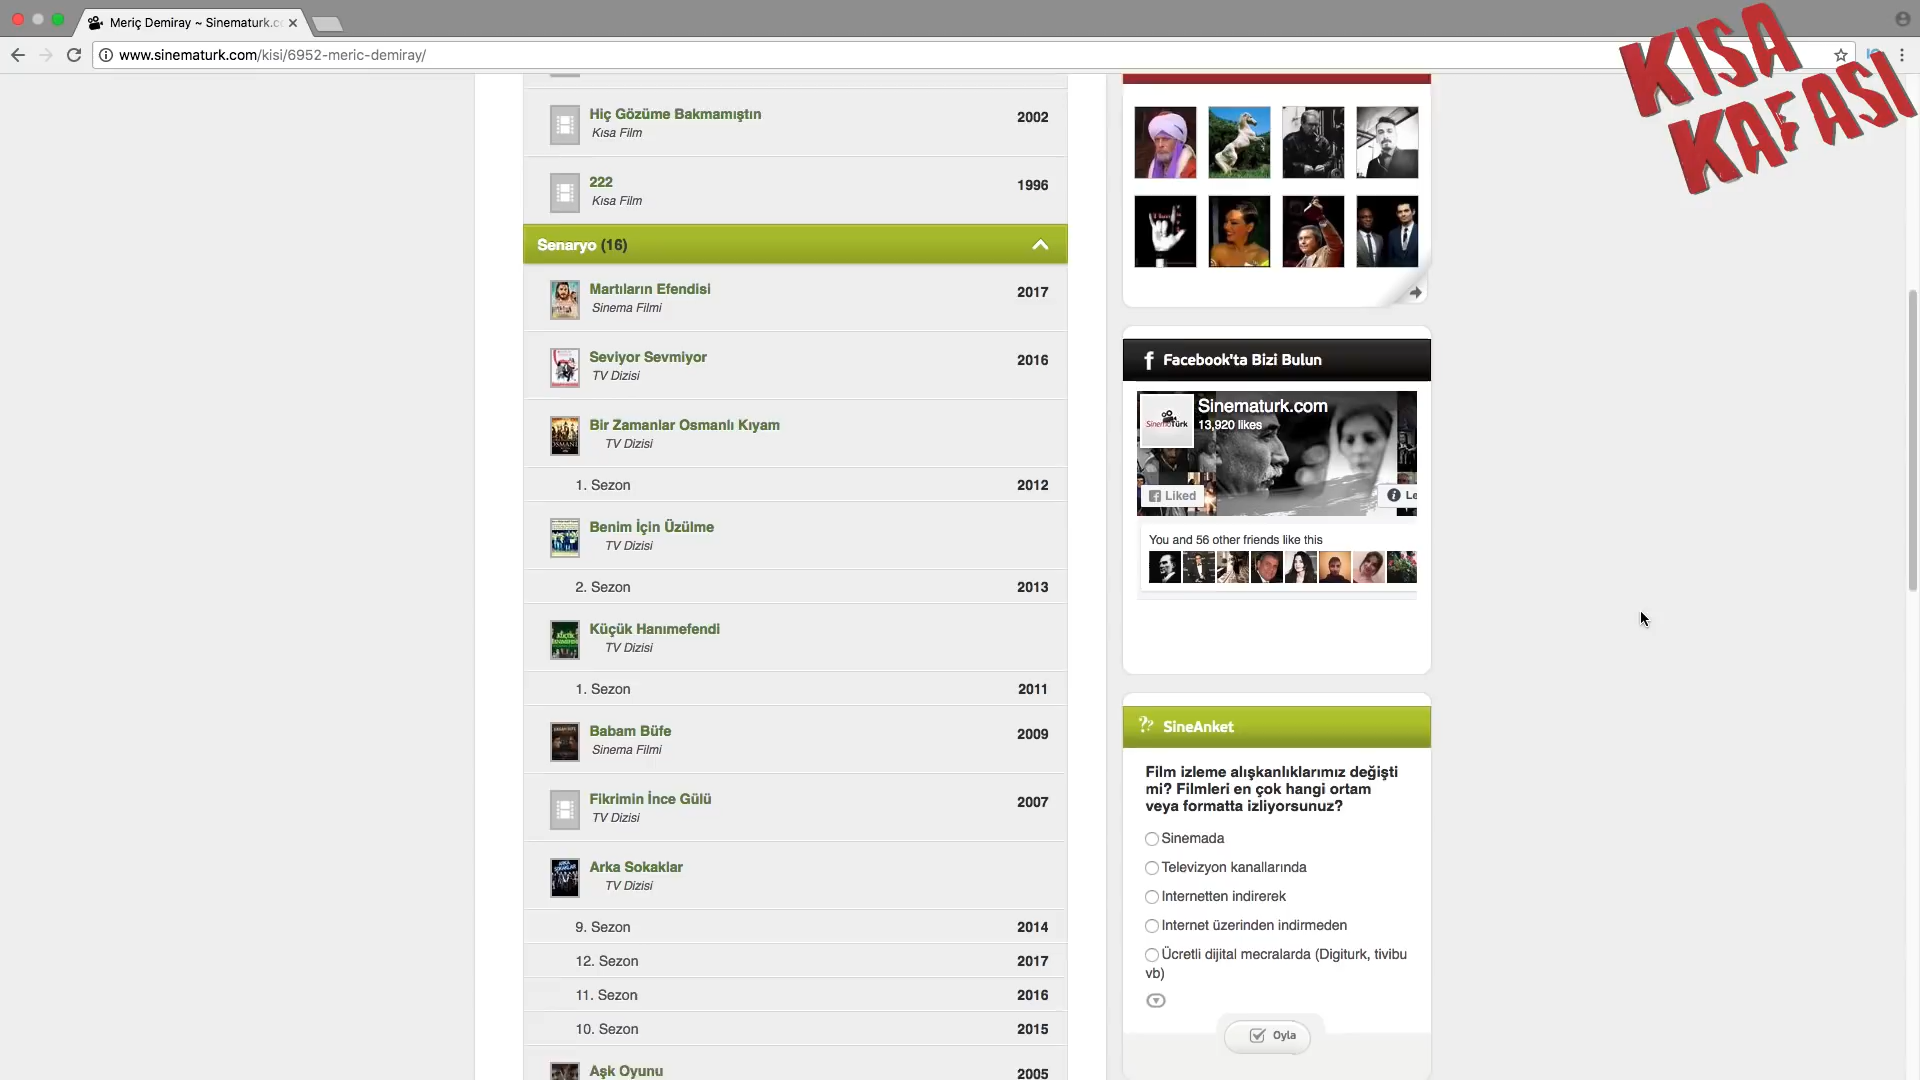 Meriç Demiray ~ Sinematurk.c
www.sinematurk.com/kisi/6952-meric-demiray/
KISA
KAFASI
Hiç Gözüme Bakmamıştın
2002
Kısa Film
222
1996
Kısa Film
Senaryo (16)
Martıların Efendisi
2017
Sinema Filmi
Seviyor Sevmiyor
2016
TV Dizisi
Bir Zamanlar Osmanlı Kıyam
TV Dizisi
1. Sezon
2012
Benim İçin Üzülme
TV Dizisi
2. Sezon
2013
Küçük Hanımefendi
TV Dizisi
1. Sezon
2011
Babam Büfe
2009
Sinema Filmi
Fikrimin İnce Gülü
2007
TV Dizisi
Arka Sokaklar
TV Dizisi
9. Sezon
2014
12. Sezon
2017
11. Sezon
2016
10. Sezon
2015
Aşk Oyunu
2005
Facebook'ta Bizi Bulun
SinemaTürk
Sinematurk.com
13,920 likes
Liked
Le
You and 56 other friends like this
SineAnket
Film izleme alışkanlıklarımız değişti
mi? Filmleri en çok hangi ortam
veya formatta izliyorsunuz?
Sinemada
Televizyon kanallarında
Internetten indirerek
Internet üzerinden indirmeden
Ücretli dijital mecralarda (Digiturk, tivibu
vb)
Oyla